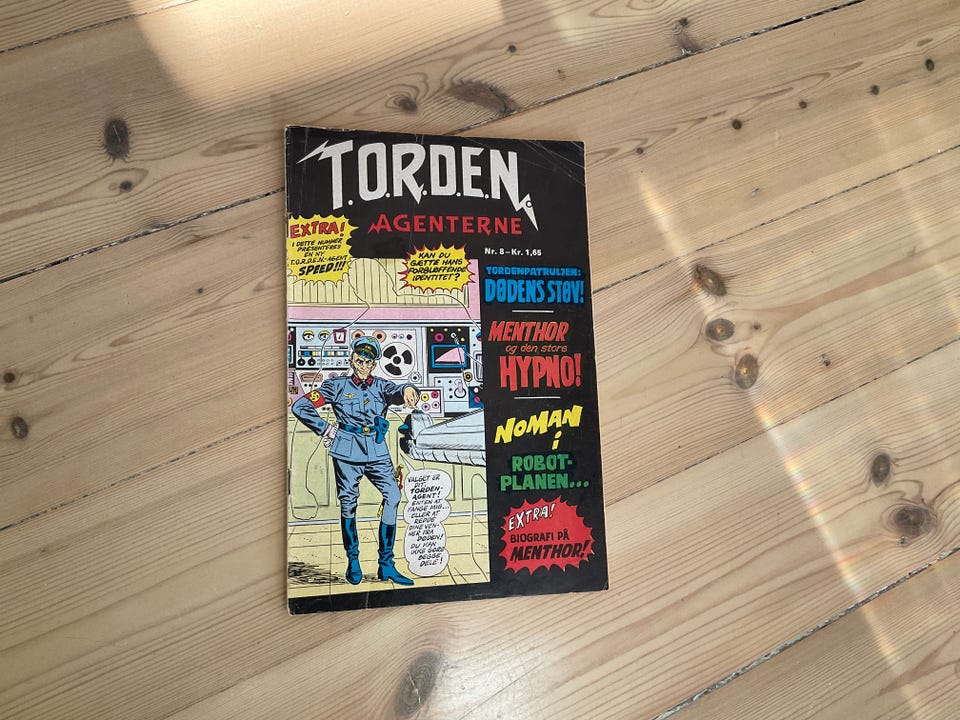 T.O.R.D.E.N.
AGENTERNE
EXTRA!
I DETTE NUMMER
PRÆSENTERES
EN NY
T.O.R.D.E.N.-AGENT
SPEED!!!
KAN DU
GÆTTE HANS
FORBLØFFENDE
IDENTITET?
Nr. 8 – Kr. 1,65
TORDENPATRULJEN:
DØDENS STØV!
MENTHOR
og den store
HYPNO!
NOMAN
i
ROBOT-
PLANEN...
EXTRA!
BIOGRAFI PÅ
MENTHOR!
VALGET ER
DIT,
TORDEN-
AGENT!
ENTEN AT
FANGE MIG...
ELLER AT
REDDE
DINE VEN-
NER FRA
DØDEN!
DU KAN
IKKE GØRE
BEGGE
DELE!